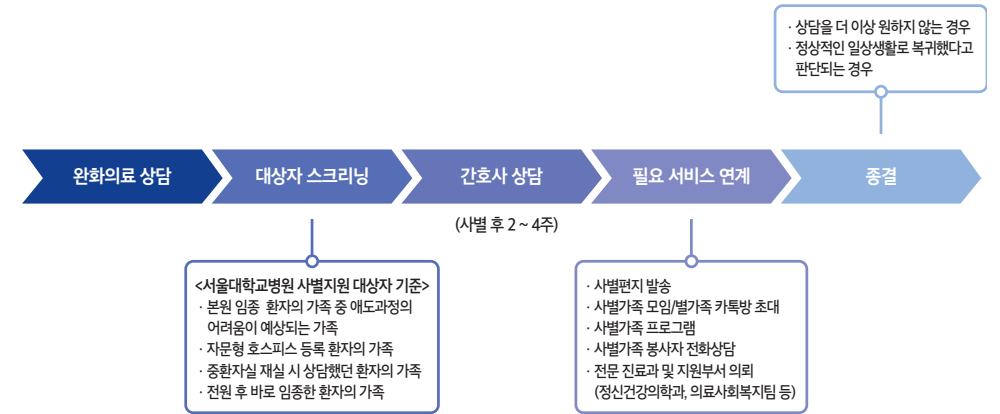 · 상담을 더 이상 원하지 않는 경우
· 정상적인 일상생활로 복귀했다고
판단되는 경우
완화의료 상담
대상자 스크리닝
간호사 상담
필요 서비스 연계
종결
(사별 후 2 ~ 4주)
<서울대학교병원 사별지원 대상자 기준>
· 본원 임종 환자의 가족 중 애도과정의
어려움이 예상되는 가족
· 자문형 호스피스 등록 환자의 가족
· 중환자실 재실 시 상담했던 환자의 가족
· 전원 후 바로 임종한 환자의 가족
· 사별편지 발송
· 사별가족 모임/별가족 카톡방 초대
· 사별가족 프로그램
· 사별가족 봉사자 전화상담
· 전문 진료과 및 지원부서 의뢰
(정신건강의학과, 의료사회복지팀 등)